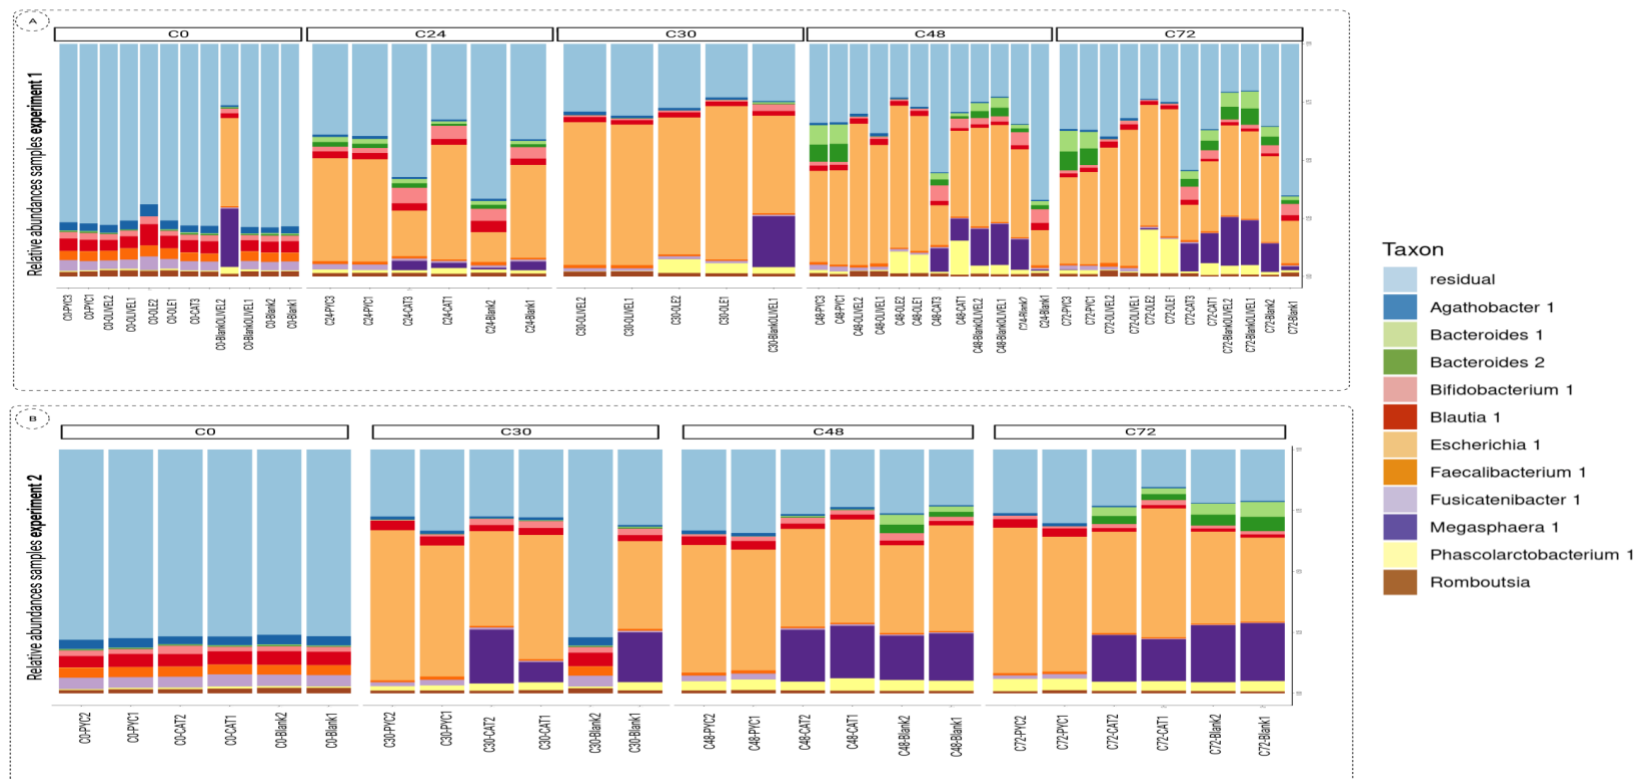 A
C0 C24 C30 C48 C72
Relative abundances samples experiment 1
C0-PYC3 C0-PYC1 C0-OLIVEL2 C0-OLIVEL1 C0-OLE2 C0-OLE1 C0-CAT3 C0-BlankOLIVEL2 C0-BlankOLIVEL1 C0-Blank2 C0-Blank1 C24-PYC3 C24-PYC1 C24-CAT3 C24-CAT1 C24-Blank2 C24-Blank1 C30-OLIVEL2 C30-OLIVEL1 C30-OLE2 C30-OLE1 C30-BlankOLIVEL1 C48-PYC3 C48-PYC1 C48-OLIVEL2 C48-OLIVEL1 C48-OLE2 C48-OLE1 C48-CAT3 C48-CAT1 C48-BlankOLIVEL2 C48-BlankOLIVEL1 C24-Blank2 C24-Blank1 C72-PYC3 C72-PYC1 C72-OLIVEL2 C72-OLIVEL1 C72-OLE2 C72-OLE1 C72-CAT3 C72-CAT1 C72-BlankOLIVEL2 C72-BlankOLIVEL1 C72-Blank2 C72-Blank1
B
C0 C30 C48 C72
Relative abundances samples experiment 2
C0-PYC2 C0-PYC1 C0-CAT2 C0-CAT1 C0-Blank2 C0-Blank1 C30-PYC2 C30-PYC1 C30-CAT2 C30-CAT1 C30-Blank2 C30-Blank1 C48-PYC2 C48-PYC1 C48-CAT2 C48-CAT1 C48-Blank2 C48-Blank1 C72-PYC2 C72-PYC1 C72-CAT2 C72-CAT1 C72-Blank2 C72-Blank1
Taxon
residual
Agathobacter 1
Bacteroides 1
Bacteroides 2
Bifidobacterium 1
Blautia 1
Escherichia 1
Faecalibacterium 1
Fusicatenibacter 1
Megasphaera 1
Phascolarctobacterium 1
Romboutsia